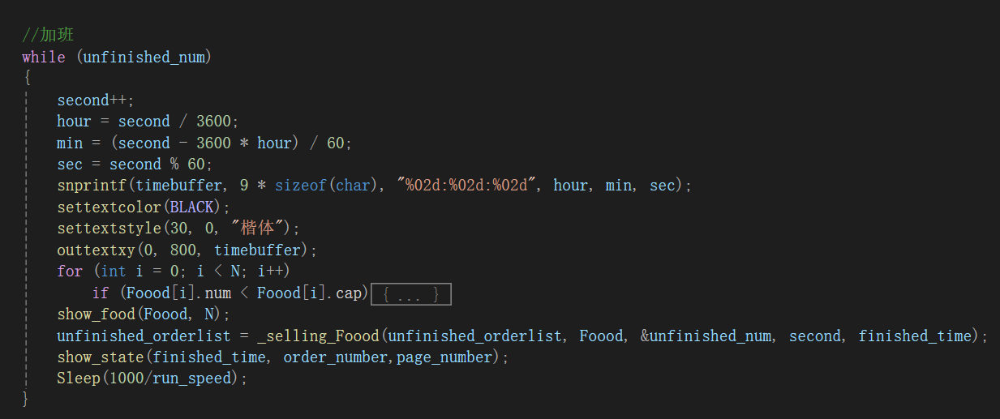 //加班
while (unfinished_num)
{
second++;
hour = second / 3600;
min = (second - 3600 * hour) / 60;
sec = second % 60;
snprintf(timebuffer, 9 * sizeof(char), "%02d:%02d:%02d", hour, min, sec);
settextcolor(BLACK);
settextstyle(30, 0, "楷体");
outtextxy(0, 800, timebuffer);
for (int i = 0; i < N; i++)
if (Foood[i].num < Foood[i].cap){ ... }
show_food(Foood, N);
unfinished_orderlist = _selling_Foood(unfinished_orderlist, Foood, &unfinished_num, second, finished_time);
show_state(finished_time, order_number,page_number);
Sleep(1000/run_speed);
}